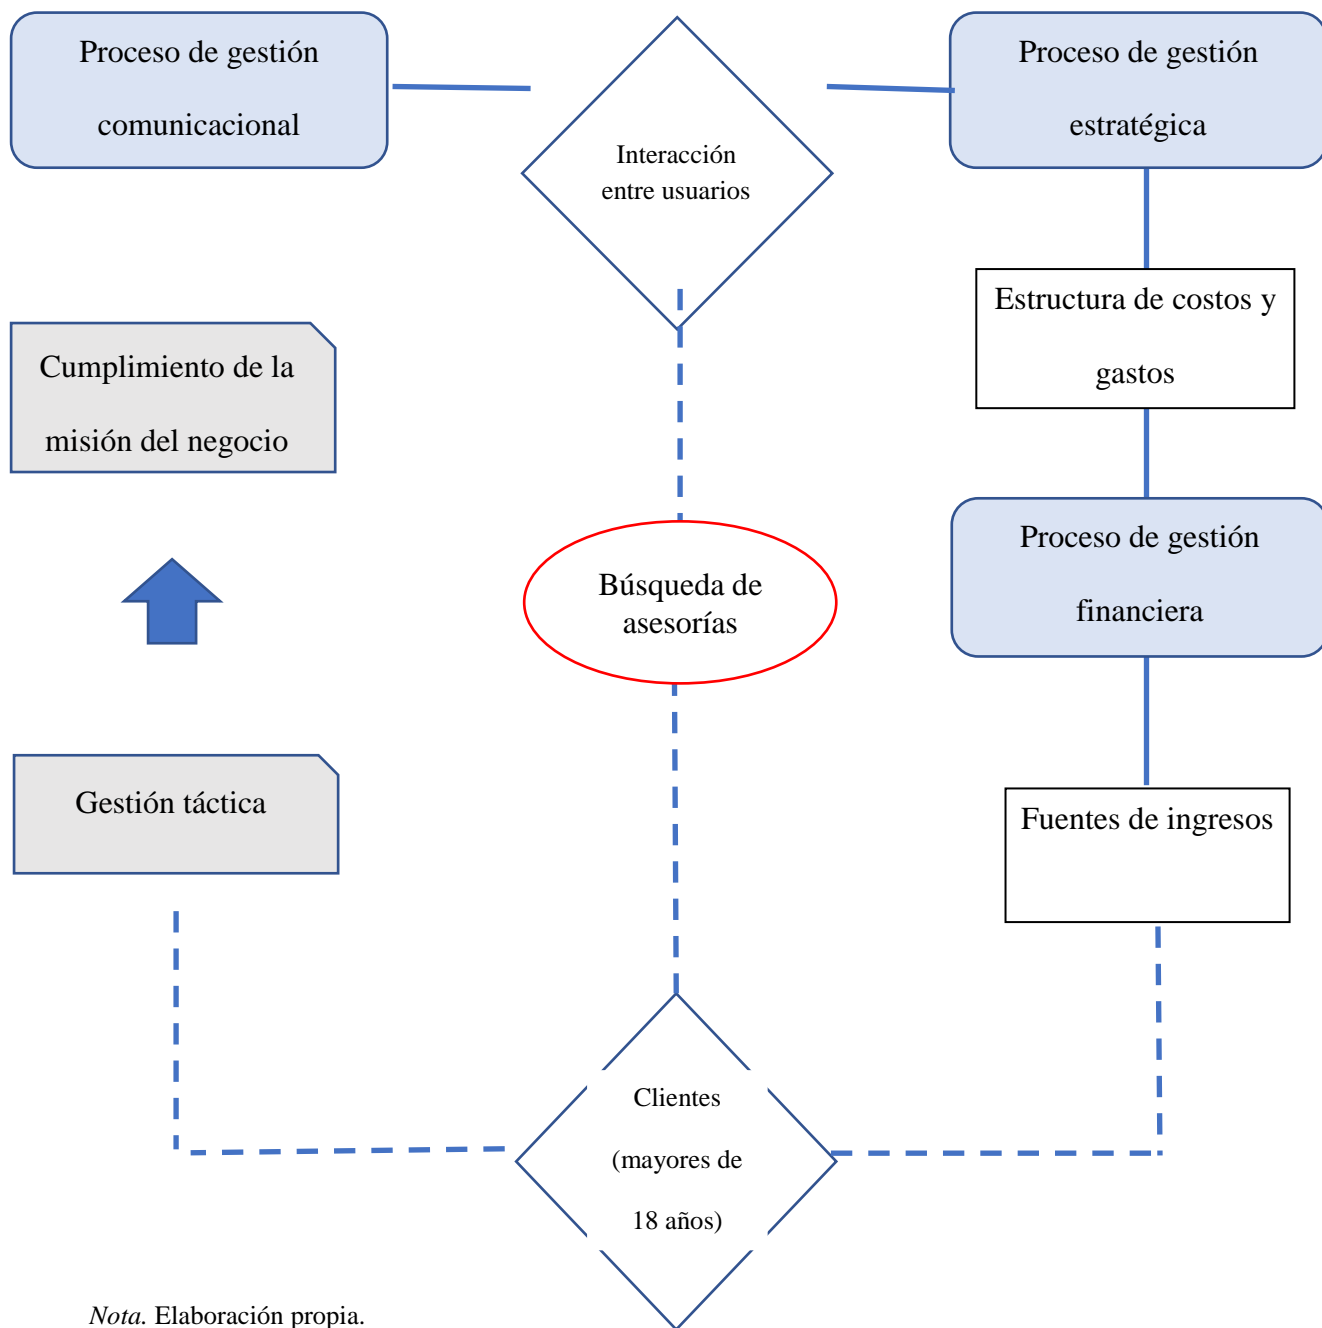 Proceso de gestión
comunicacional
Interacción
entre usuarios
Proceso de gestión
estratégica
Estructura de costos y
gastos
Cumplimiento de la
misión del negocio
Búsqueda de
asesorías
Proceso de gestión
financiera
Gestión táctica
Fuentes de ingresos
Clientes
(mayores de
18 años)
Nota. Elaboración propia.